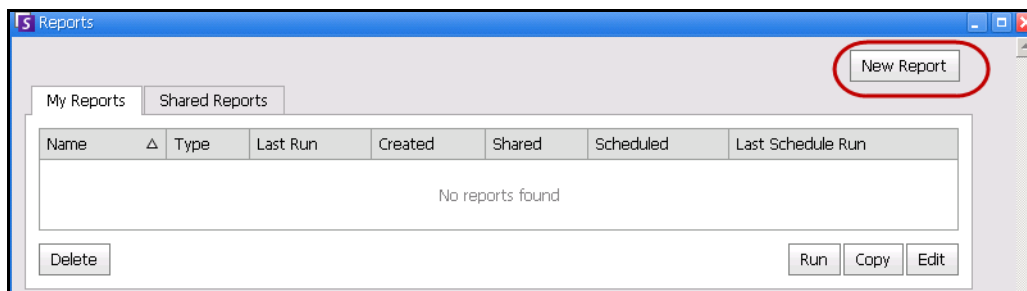 S Reports
New Report
My Reports Shared Reports
Name Type Last Run Created Shared Scheduled Last Schedule Run
No reports found
Delete Run Copy Edit